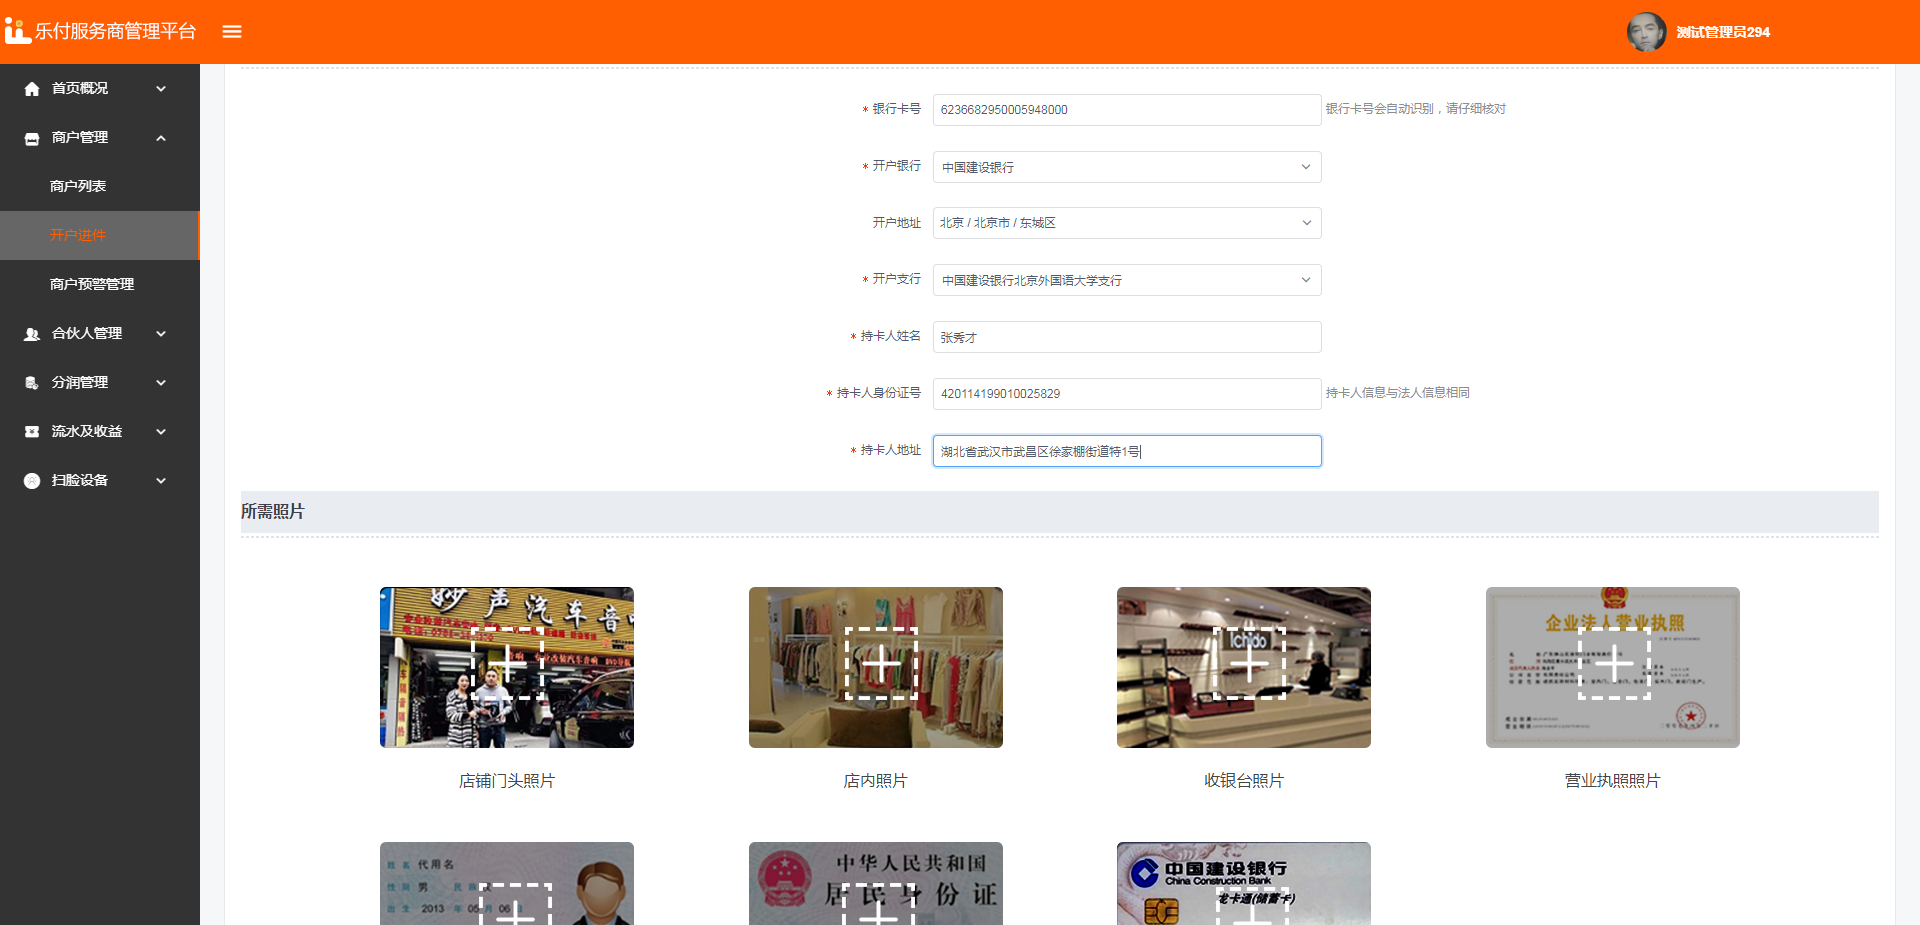 乐付服务商管理平台
测试管理员294
首页概况
商户管理
商户列表
开户进件
商户预警管理
合伙人管理
分润管理
流水及收益
扫脸设备
* 银行卡号 6236682950005948000 银行卡号会自动识别，请仔细核对
* 开户银行 中国建设银行
开户地址 北京 / 北京市 / 东城区
* 开户支行 中国建设银行北京外国语大学支行
* 持卡人姓名 张秀才
* 持卡人身份证号 420114199010025829 持卡人信息与法人信息相同
* 持卡人地址 湖北省武汉市武昌区徐家棚街道特1号
所需照片
妙声汽车音
Ichido
企业法人营业执照
店铺门头照片
店内照片
收银台照片
营业执照照片
姓名 代用名
性别 男 民
出生 2013 年 05 月 06 日
中华人民共和国
居民身份证
中国建设银行
China Construction Bank
龙卡通(储蓄卡)